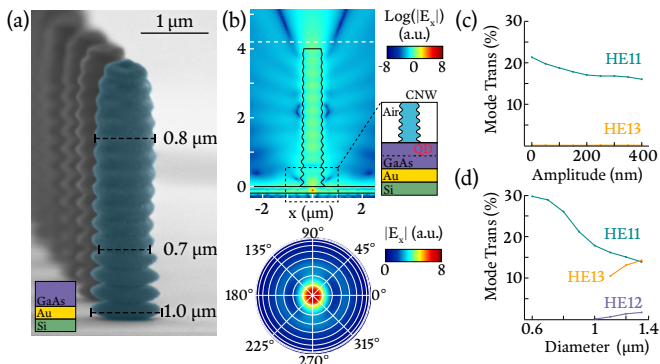 (a)
1 μm
0.8 μm
0.7 μm
1.0 μm
GaAs
Au
Si
(b)
Log(|Eₓ|)
(a.u.)
-8 0 8
4
2
0
-2 0 2
x (μm)
CNW
Air
QD
GaAs
Au
Si
|Eₓ| (a.u.)
0 8
90°
135° 45°
180° 0°
225° 315°
270°
(c)
Mode Trans (%)
30
20
10
0
HE11
HE13
0 200 400
Amplitude (nm)
(d)
Mode Trans (%)
30
15
0
HE11
HE13
HE12
0.6 1 1.4
Diameter (μm)